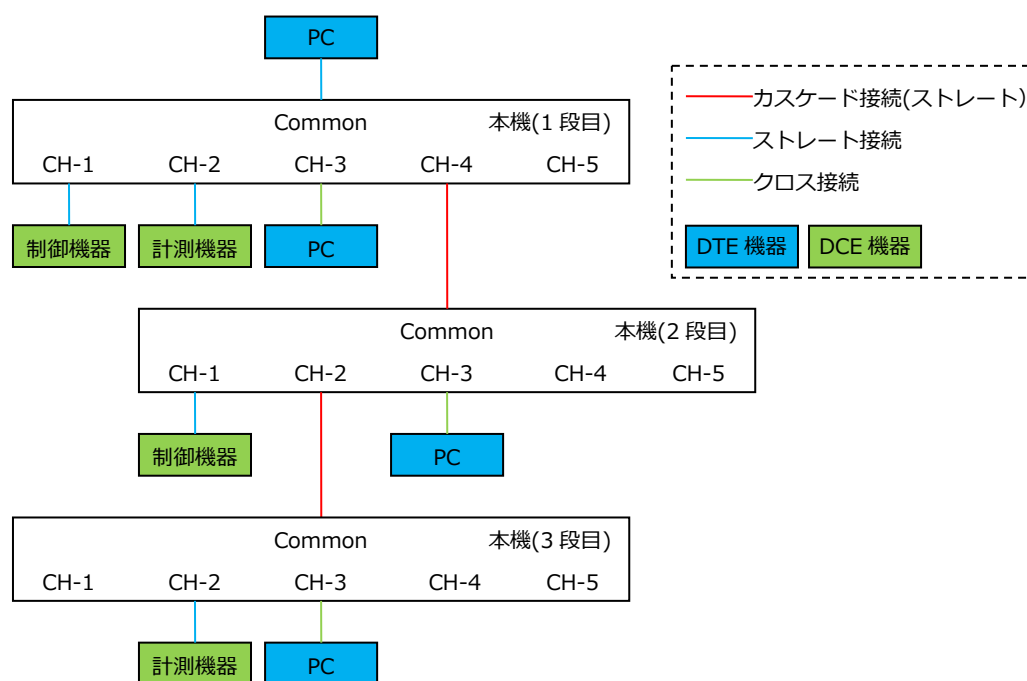 PC
Common 本機(1 段目)
CH-1 CH-2 CH-3 CH-4 CH-5
制御機器 計測機器 PC
カスケード接続(ストレート)
ストレート接続
クロス接続
DTE 機器 DCE 機器
Common 本機(2 段目)
CH-1 CH-2 CH-3 CH-4 CH-5
制御機器 PC
Common 本機(3 段目)
CH-1 CH-2 CH-3 CH-4 CH-5
計測機器 PC